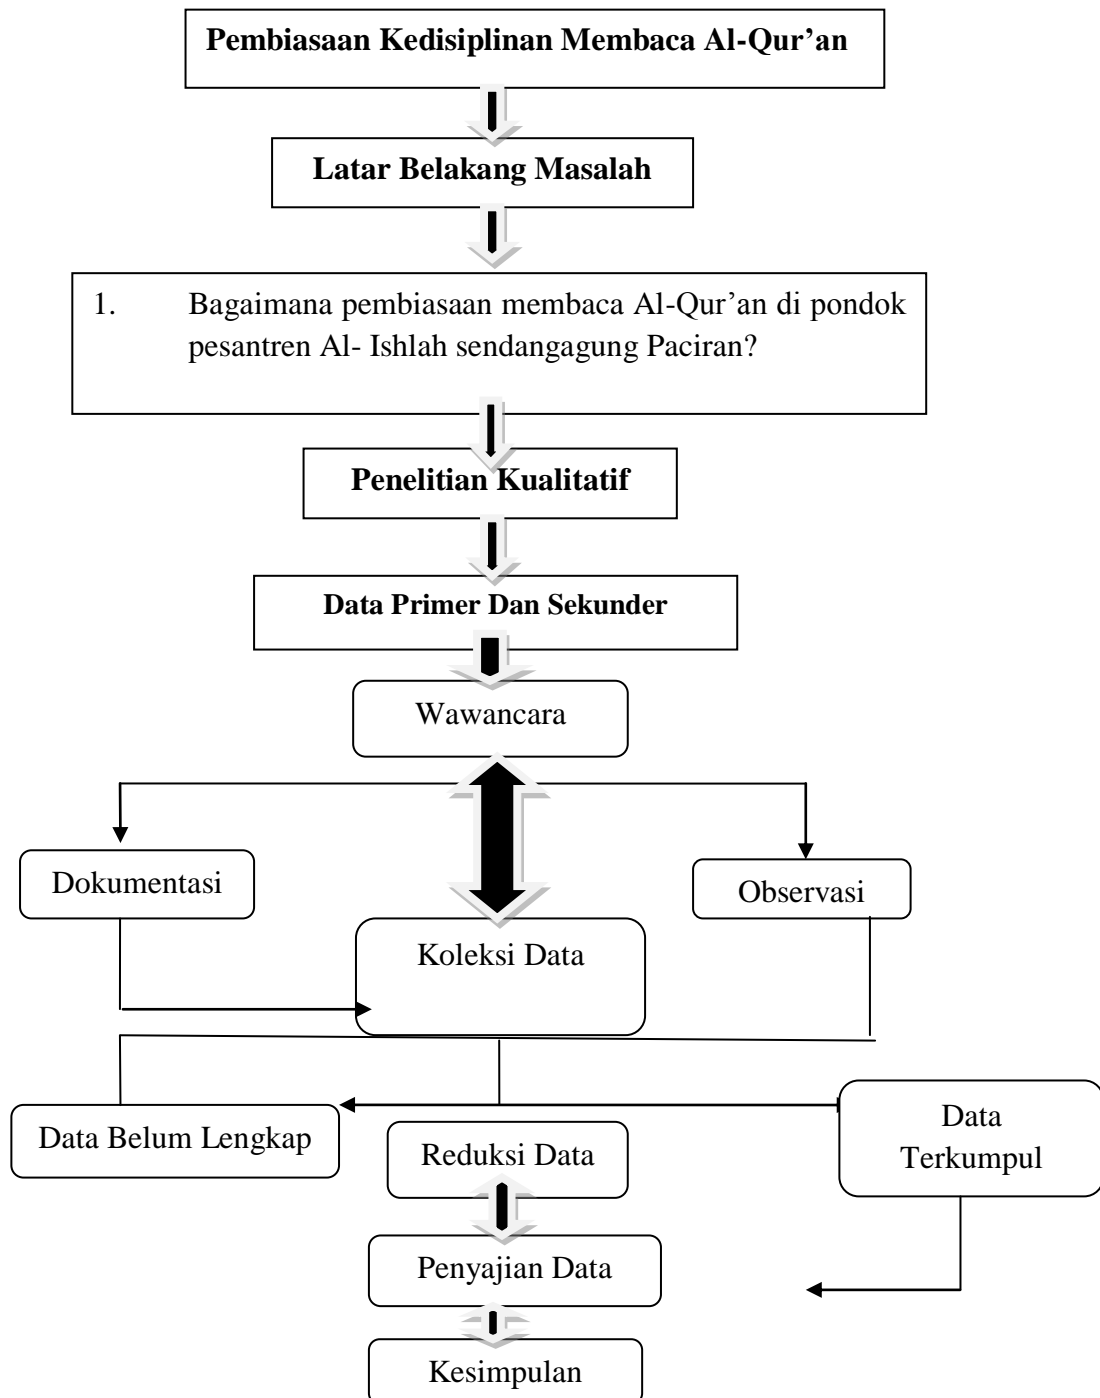 Pembiasaan Kedisiplinan Membaca Al-Qur’an
Latar Belakang Masalah
1. Bagaimana pembiasaan membaca Al-Qur’an di pondok
pesantren Al- Ishlah sendangagung Paciran?
Penelitian Kualitatif
Data Primer Dan Sekunder
Wawancara
Dokumentasi
Observasi
Koleksi Data
Data Belum Lengkap
Reduksi Data
Data
Terkumpul
Penyajian Data
Kesimpulan